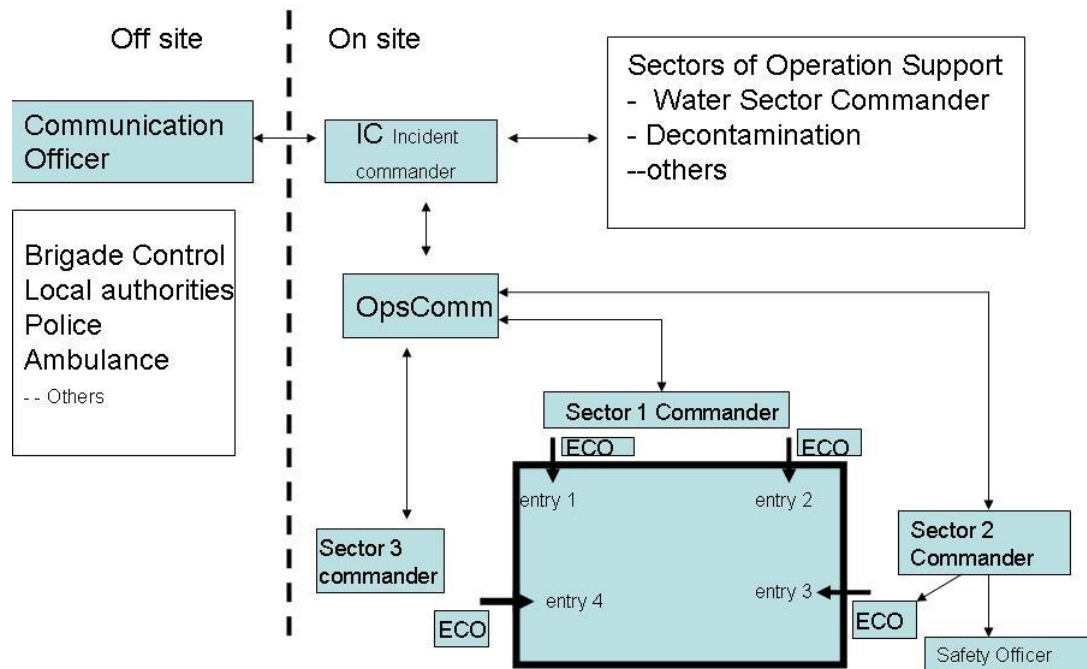 Off site
On site
Communication
Officer
IC Incident
commander
Sectors of Operation Support
- Water Sector Commander
- Decontamination
--others
Brigade Control
Local authorities
Police
Ambulance
- - Others
OpsComm
Sector 1 Commander
ECO
ECO
entry 1
entry 2
Sector 3
commander
Sector 2
Commander
entry 4
entry 3
ECO
ECO
Safety Officer